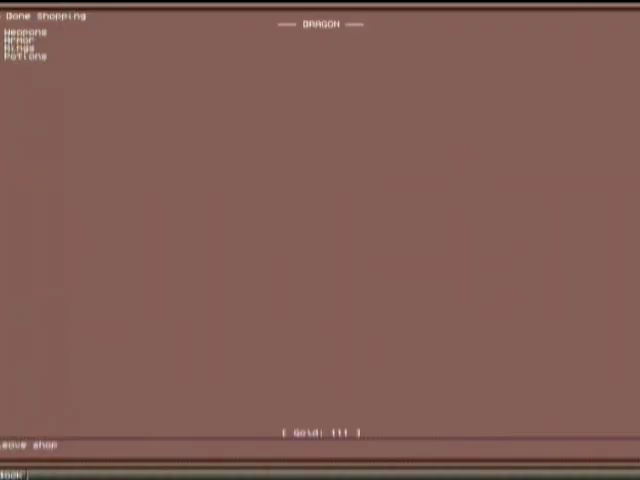 Done Shopping
── DRAGON ──
Weapons
Armor
Rings
Potions
[ Gold: 111 ]
Leave shop